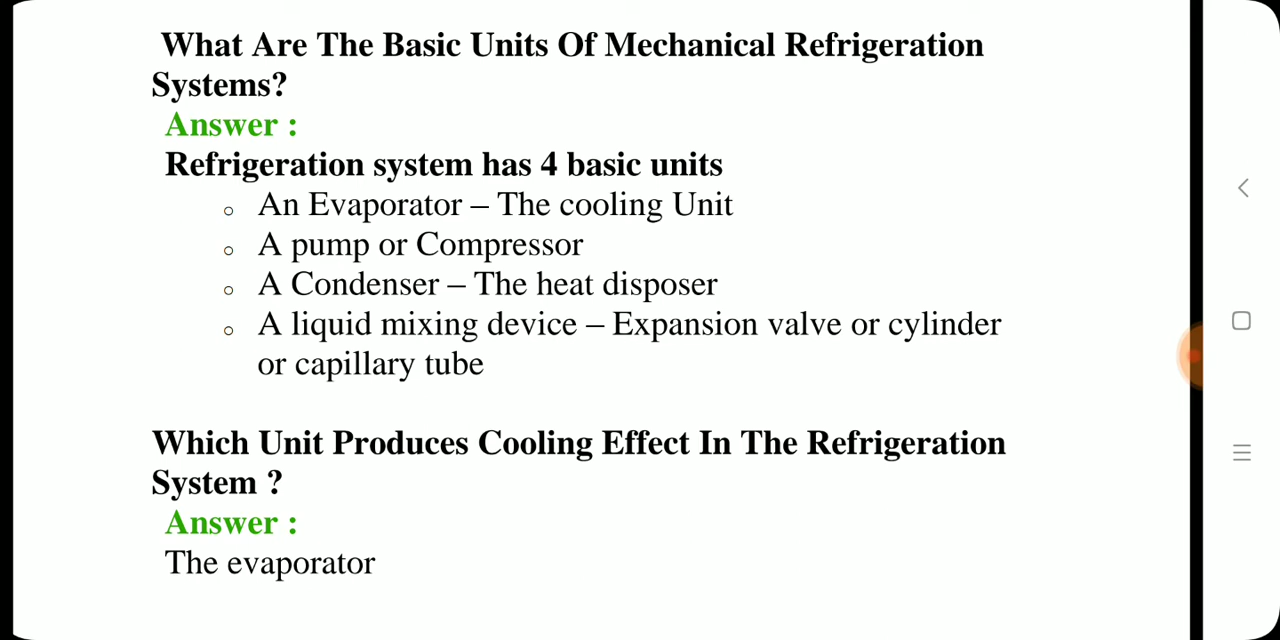 What Are The Basic Units Of Mechanical Refrigeration
Systems?
Answer :
Refrigeration system has 4 basic units
An Evaporator – The cooling Unit
A pump or Compressor
A Condenser – The heat disposer
A liquid mixing device – Expansion valve or cylinder
or capillary tube
Which Unit Produces Cooling Effect In The Refrigeration
System ?
Answer :
The evaporator